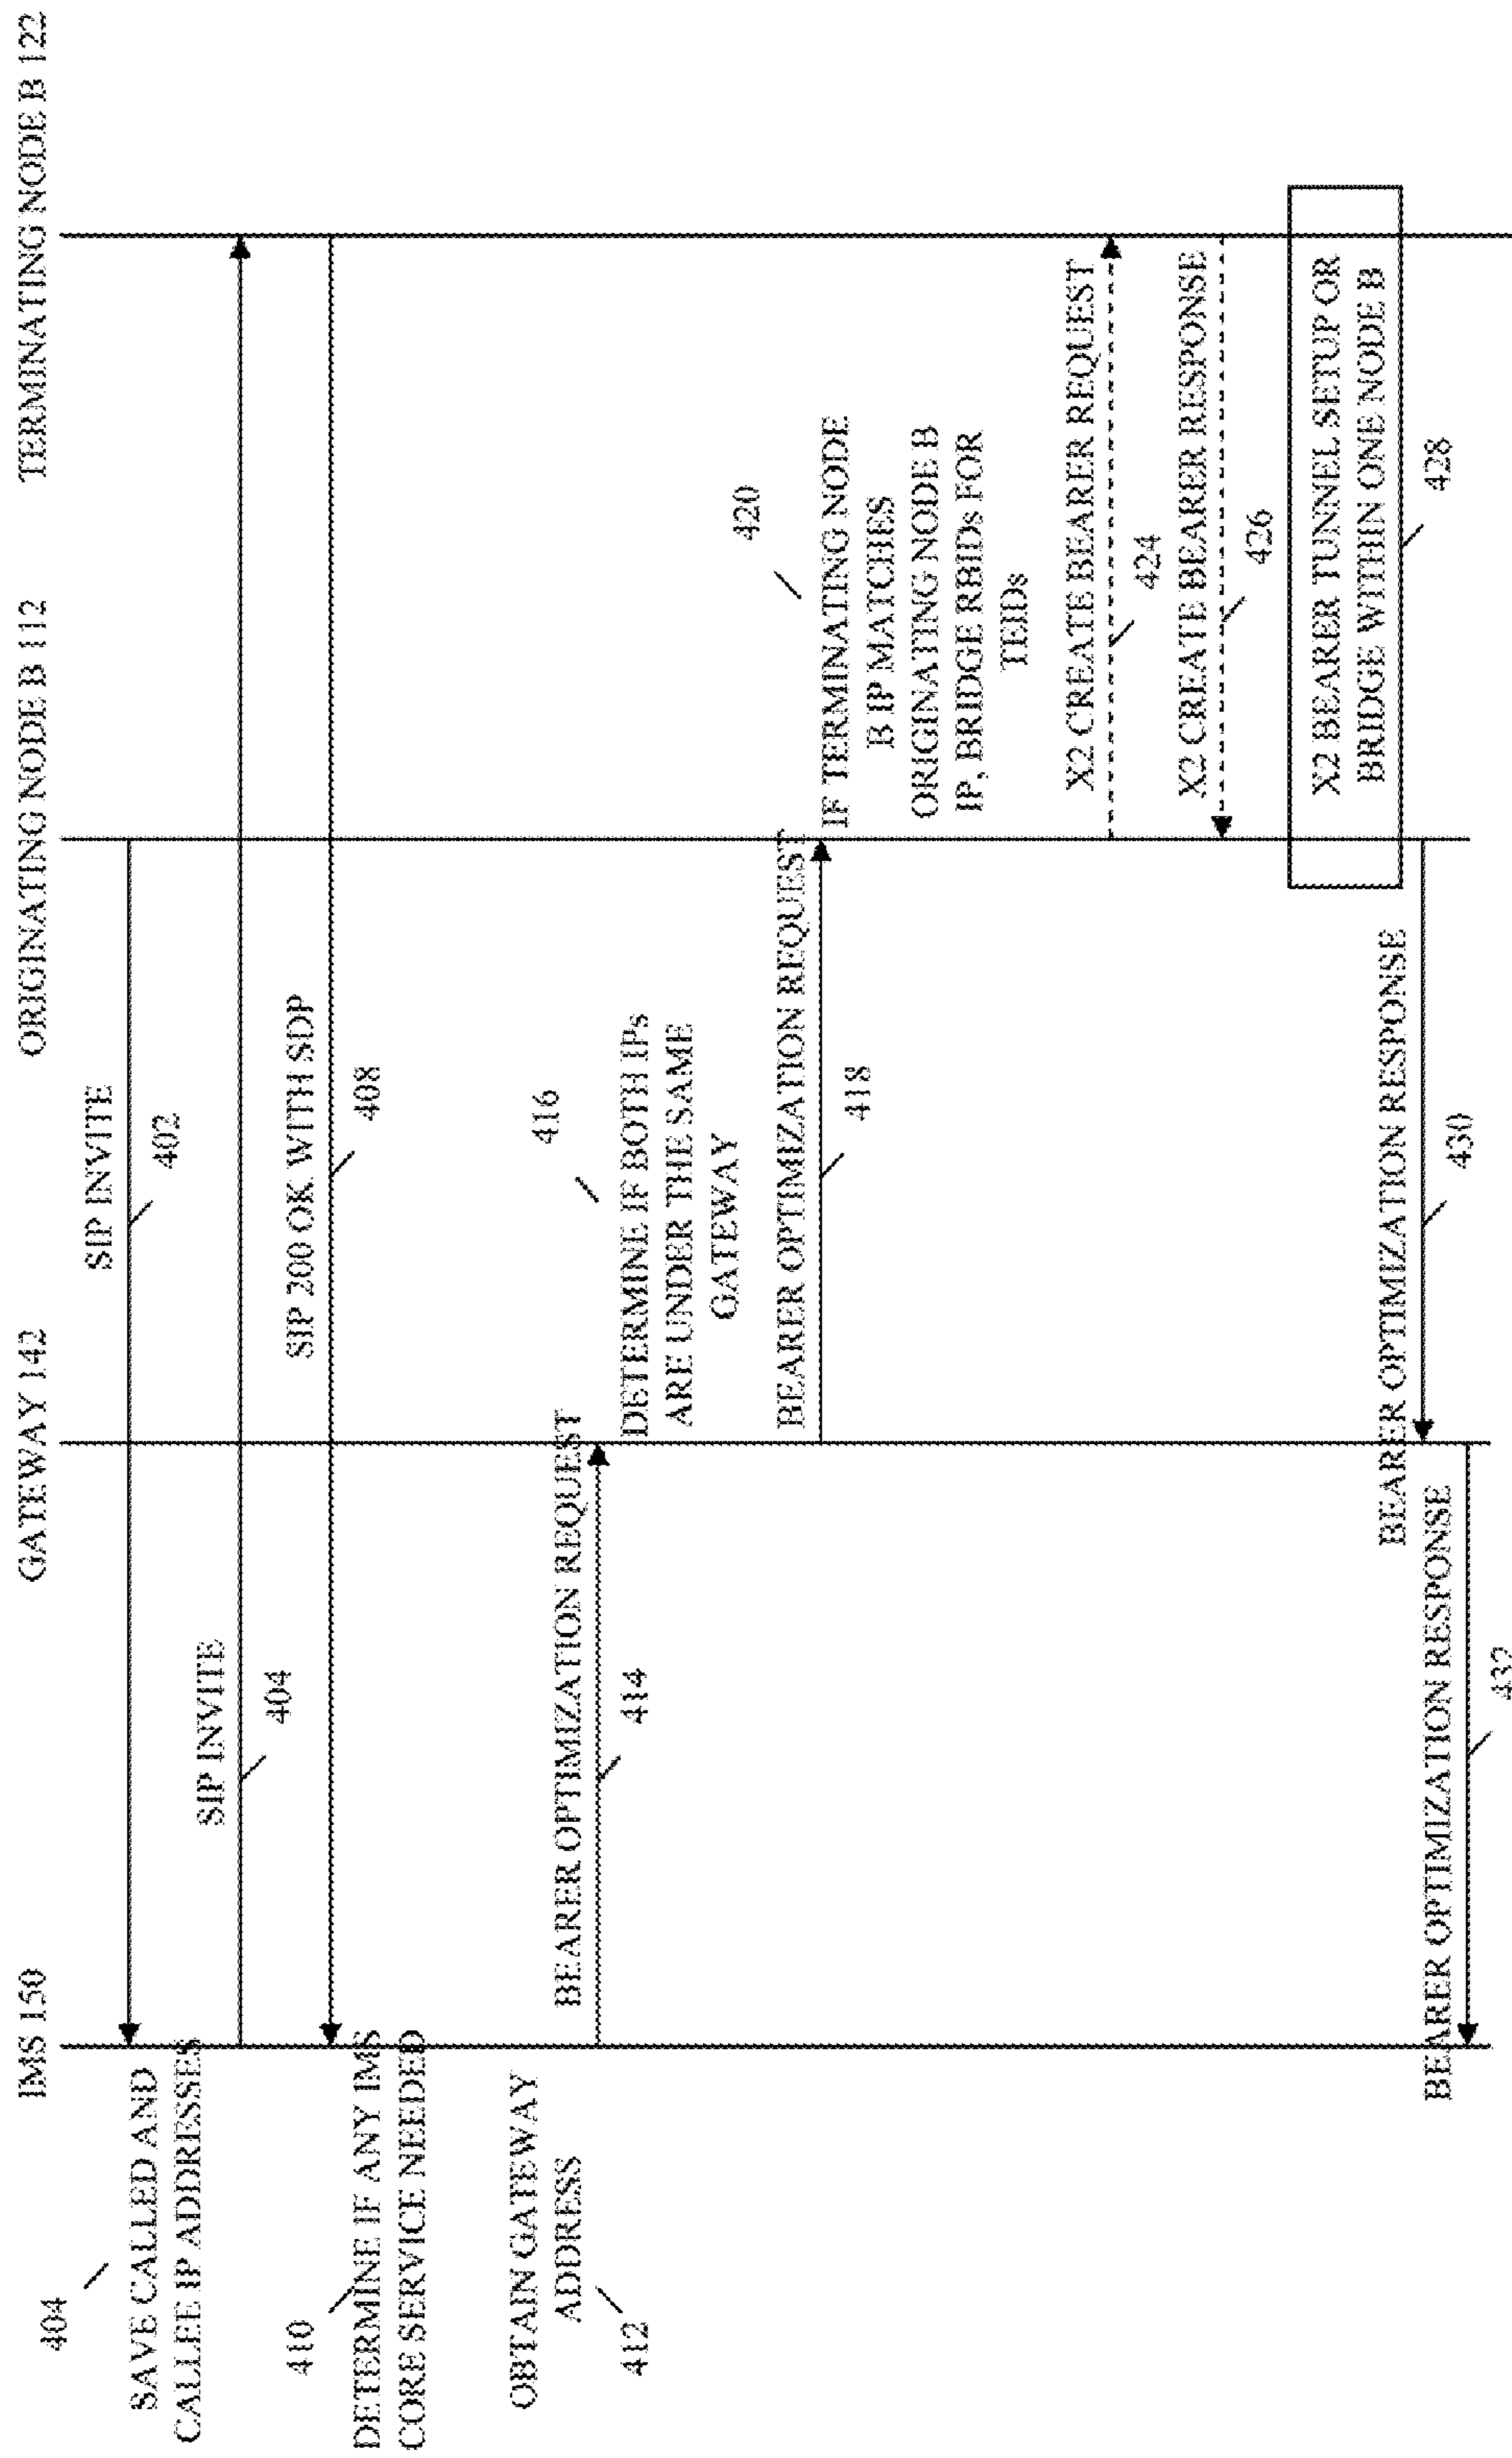 IMS 150
GATEWAY 142
ORIGINATING NODE B 112
TERMINATING NODE B 122
SIP INVITE
402
404
SAVE CALLED AND
CALLEE IP ADDRESSES
SIP INVITE
404
SIP 200 OK WITH SDP
408
410
DETERMINE IF ANY IMS
CORE SERVICE NEEDED
OBTAIN GATEWAY
ADDRESS
412
BEARER OPTIMIZATION REQUEST
414
416
DETERMINE IF BOTH IPs
ARE UNDER THE SAME
GATEWAY
BEARER OPTIMIZATION REQUEST
418
420
IF TERMINATING NODE
B IP MATCHES
ORIGINATING NODE B
IP, BRIDGE RBIDs FOR
TEIDs
X2 CREATE BEARER REQUEST
424
X2 CREATE BEARER RESPONSE
426
X2 BEARER TUNNEL SETUP OR
BRIDGE WITHIN ONE NODE B
428
BEARER OPTIMIZATION RESPONSE
430
BEARER OPTIMIZATION RESPONSE
432